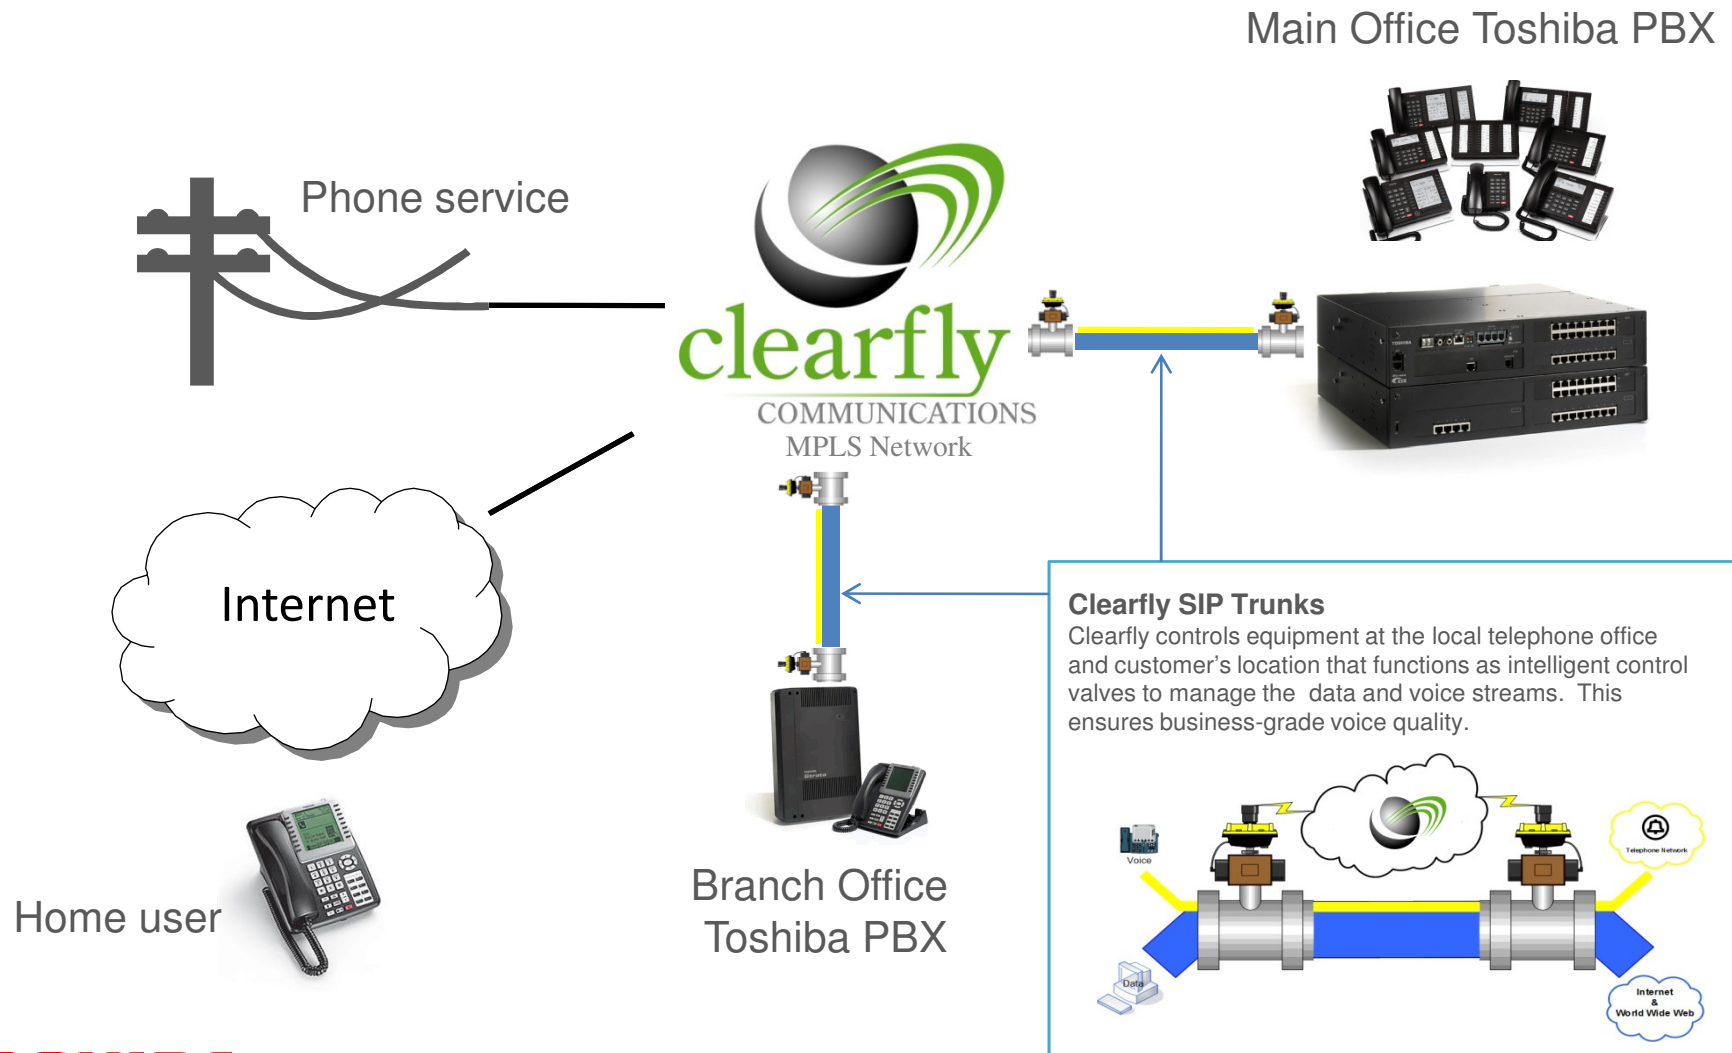 Main Office Toshiba PBX
Phone service
clearfly
COMMUNICATIONS
MPLS Network
Internet
Clearfly SIP Trunks
Clearfly controls equipment at the local telephone office
and customer's location that functions as intelligent control
valves to manage the  data and voice streams.  This
ensures business-grade voice quality.
Voice
Telephone Network
Data
Internet
&
World Wide Web
Branch Office
Toshiba PBX
Home user
TOSHIBA
Strata